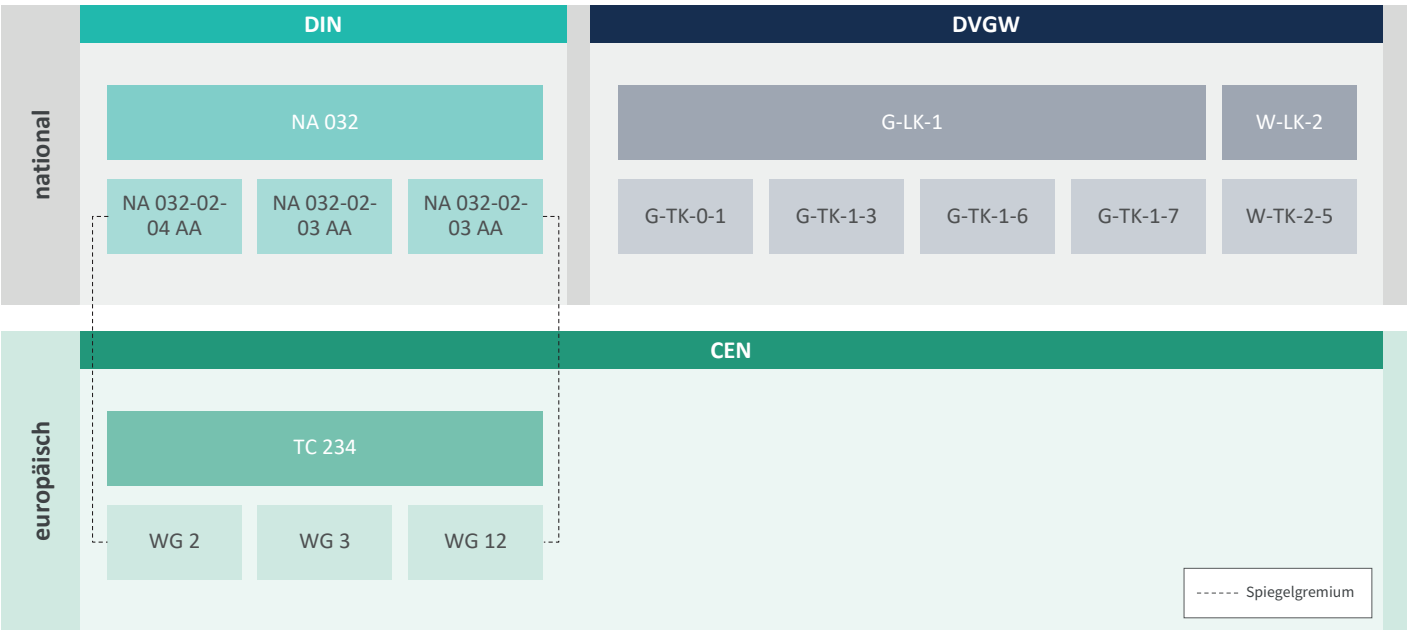 DIN
DVGW
national
NA 032
G-LK-1
W-LK-2
NA 032-02-
04 AA
NA 032-02-
03 AA
NA 032-02-
03 AA
G-TK-0-1
G-TK-1-3
G-TK-1-6
G-TK-1-7
W-TK-2-5
CEN
europäisch
TC 234
WG 2
WG 3
WG 12
Spiegelgremium